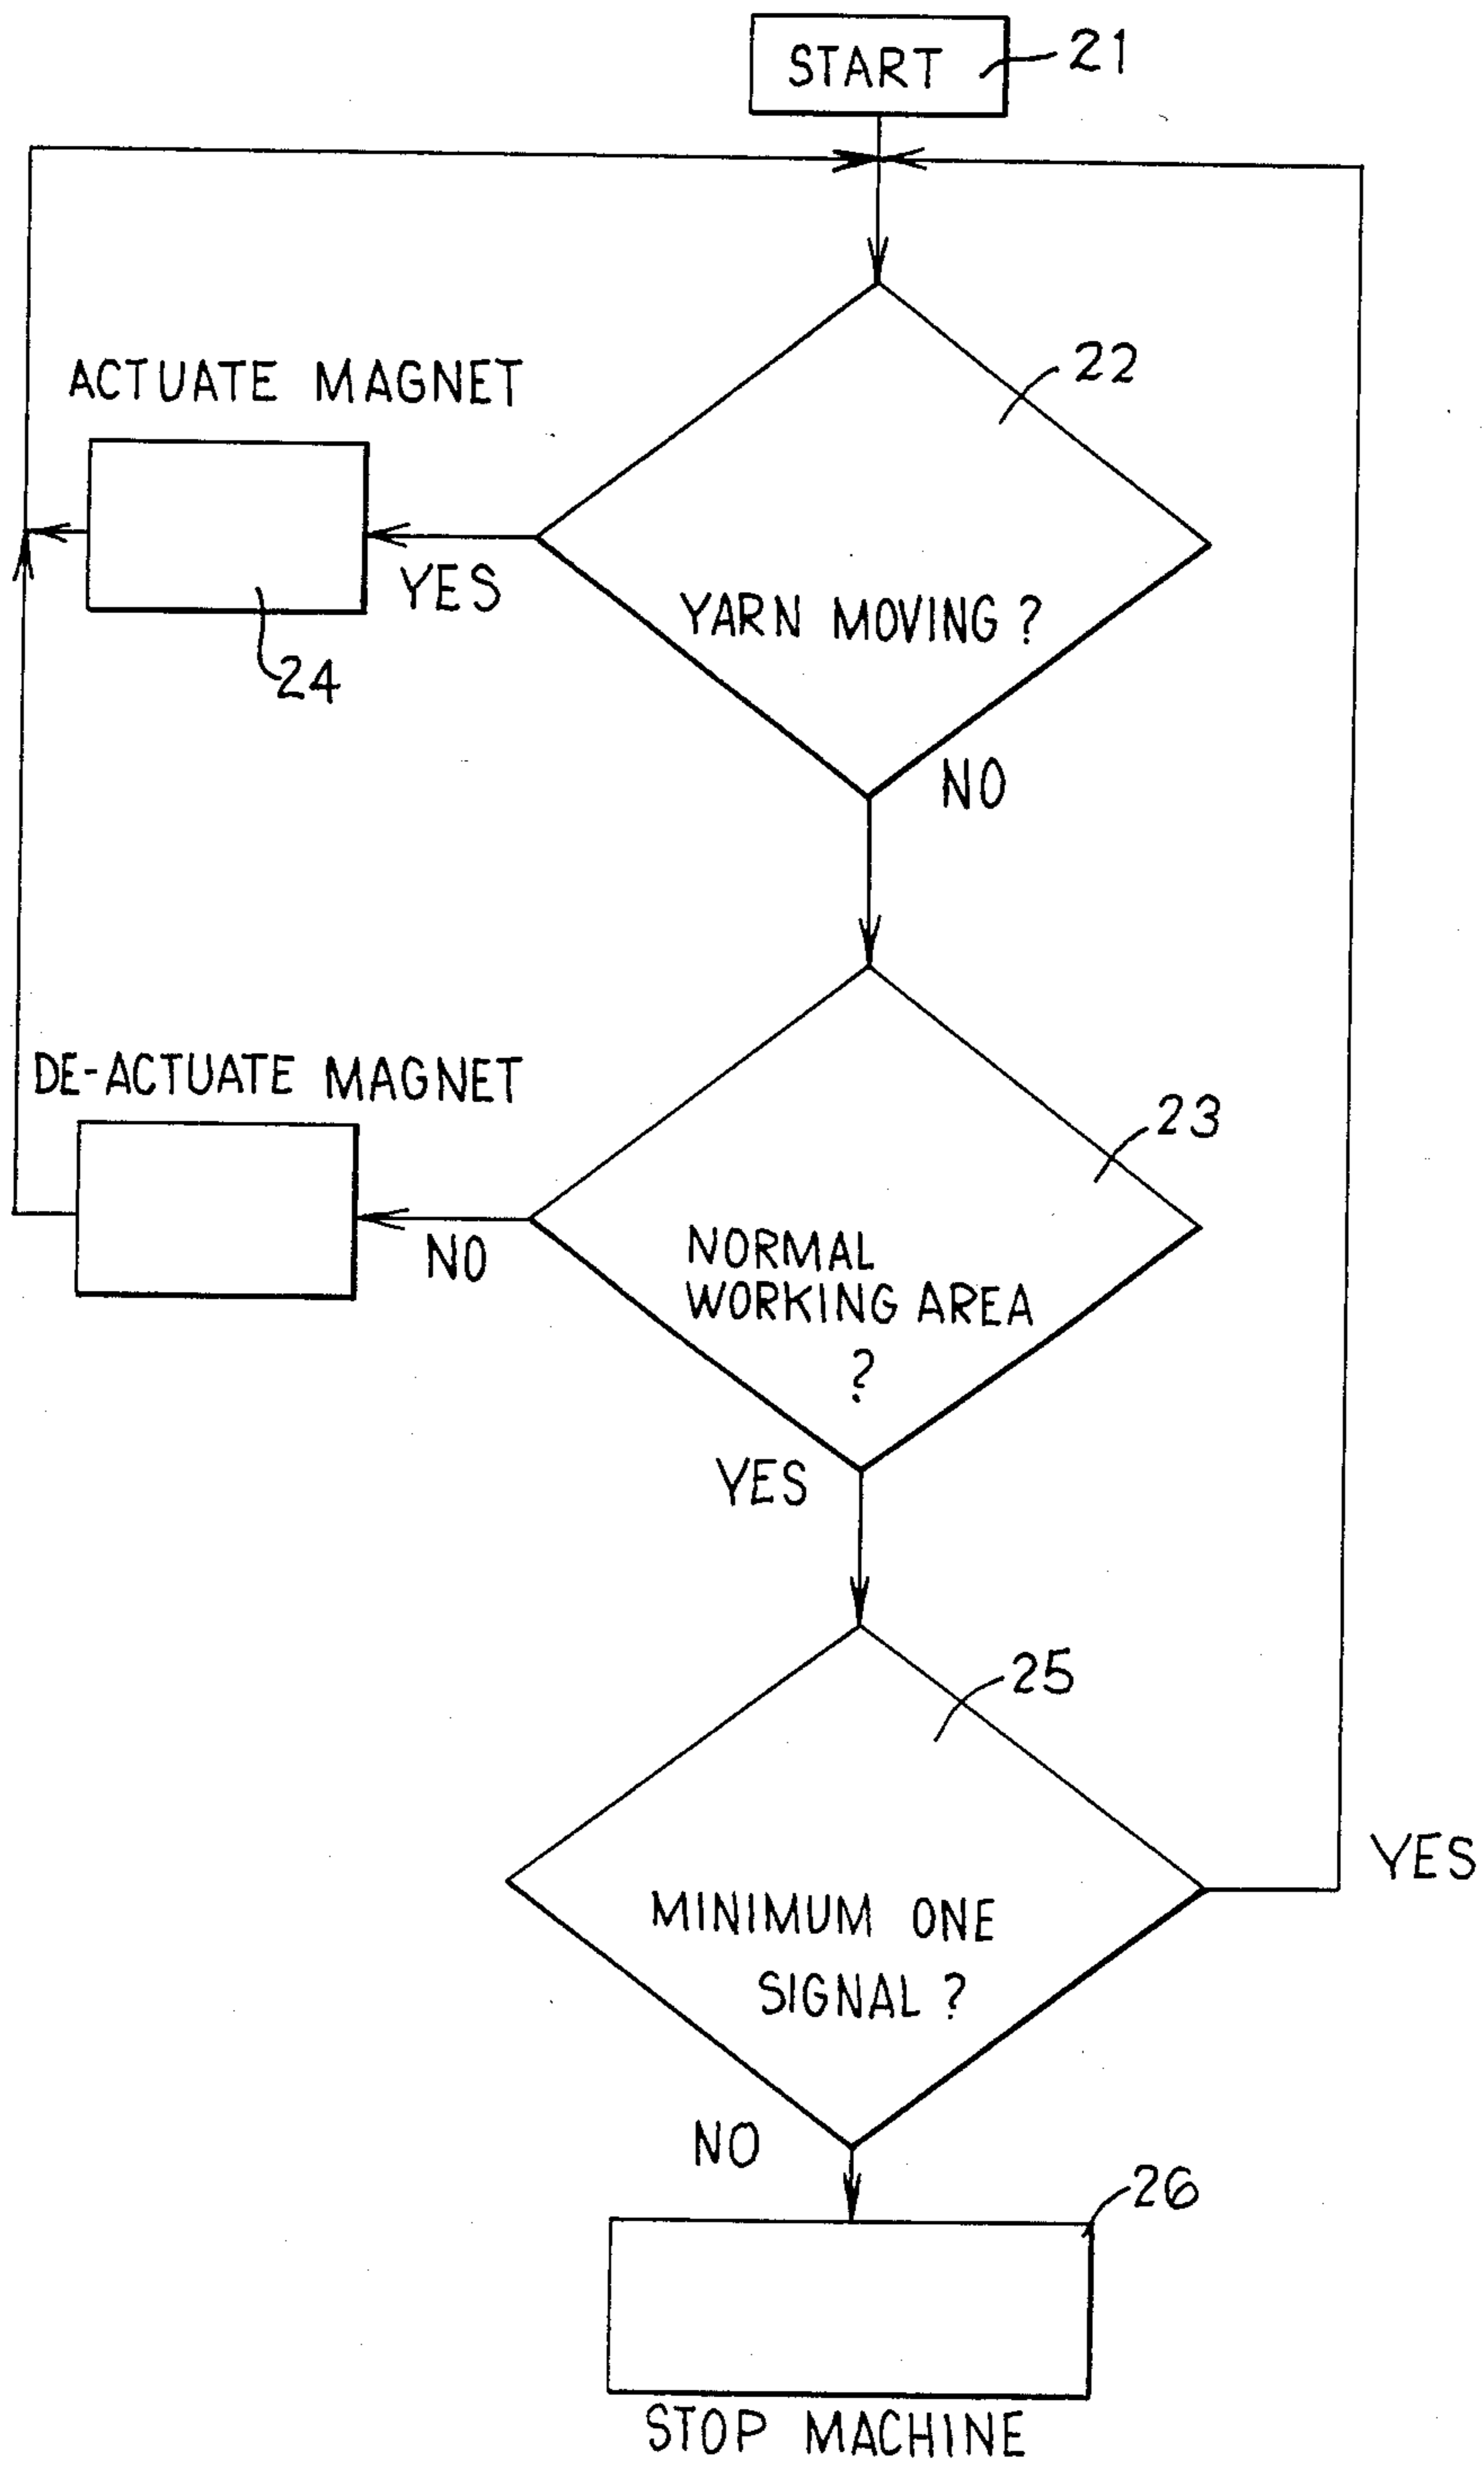 START
21
22
ACTUATE MAGNET
YES
YARN MOVING ?
24
NO
DE-ACTUATE MAGNET
23
NO
NORMAL
WORKING AREA
?
YES
25
YES
MINIMUM ONE
SIGNAL ?
NO
26
STOP MACHINE